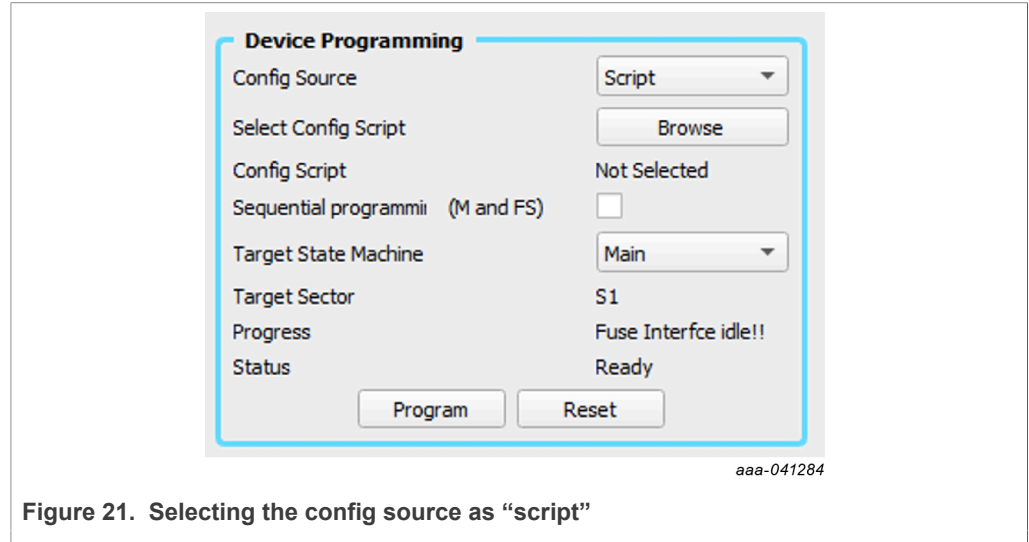 Device Programming
Config Source Script
Select Config Script Browse
Config Script Not Selected
Sequential programmii (M and FS)
Target State Machine Main
Target Sector S1
Progress Fuse Interfce idle!!
Status Ready
Program Reset
aaa-041284
Figure 21. Selecting the config source as “script”